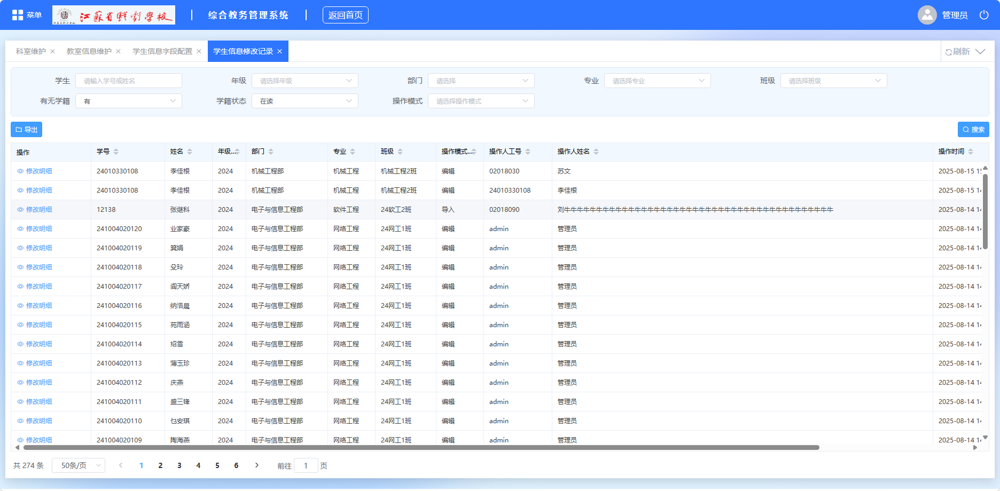 菜单 江苏省戏剧学校 综合教务管理系统 返回首页 管理员
科室维护 教室信息维护 学生信息字段配置 学生信息修改记录 刷新
学生 请输入学号或姓名 年级 请选择年级 部门 请选择 专业 请选择专业 班级 请选择班级
有无学籍 有 学籍状态 在读 操作模式 请选择操作模式
导出 搜索
操作 学号 姓名 年级... 部门 专业 班级 操作模式... 操作人工号 操作人姓名 操作时间
修改明细 24010330108 李佳根 2024 机械工程部 机械工程 机械工程2班 编辑 02018030 苏文 2025-08-15 15
修改明细 24010330108 李佳根 2024 机械工程部 机械工程 机械工程2班 编辑 24010330108 李佳根 2025-08-15 14
修改明细 12138 张继科 2024 电子与信息工程部 软件工程 24软工2班 导入 02018090 刘牛牛牛牛牛牛牛牛牛牛牛牛牛牛牛牛牛牛牛牛牛牛牛牛牛牛牛牛牛牛牛牛牛牛牛牛牛牛牛牛牛牛 2025-08-14 14
修改明细 241004020120 业家豪 2024 电子与信息工程部 网络工程 24网工1班 编辑 admin 管理员 2025-08-14 14
修改明细 241004020119 箕娟 2024 电子与信息工程部 网络工程 24网工1班 编辑 admin 管理员 2025-08-14 14
修改明细 241004020118 殳玲 2024 电子与信息工程部 网络工程 24网工1班 编辑 admin 管理员 2025-08-14 14
修改明细 241004020117 阎天娇 2024 电子与信息工程部 网络工程 24网工1班 编辑 admin 管理员 2025-08-14 14
修改明细 241004020116 纳浩晨 2024 电子与信息工程部 网络工程 24网工1班 编辑 admin 管理员 2025-08-14 14
修改明细 241004020115 苑雨涵 2024 电子与信息工程部 网络工程 24网工1班 编辑 admin 管理员 2025-08-14 14
修改明细 241004020114 绍雪 2024 电子与信息工程部 网络工程 24网工1班 编辑 admin 管理员 2025-08-14 14
修改明细 241004020113 薄玉珍 2024 电子与信息工程部 网络工程 24网工1班 编辑 admin 管理员 2025-08-14 14
修改明细 241004020112 庆燕 2024 电子与信息工程部 网络工程 24网工1班 编辑 admin 管理员 2025-08-14 14
修改明细 241004020111 盛三锋 2024 电子与信息工程部 网络工程 24网工1班 编辑 admin 管理员 2025-08-14 14
修改明细 241004020110 乜安琪 2024 电子与信息工程部 网络工程 24网工1班 编辑 admin 管理员 2025-08-14 14
修改明细 241004020109 陶海燕 2024 电子与信息工程部 网络工程 24网工1班 编辑 admin 管理员 2025-08-14 14
共 274 条 50条/页 1 2 3 4 5 6 前往 1 页